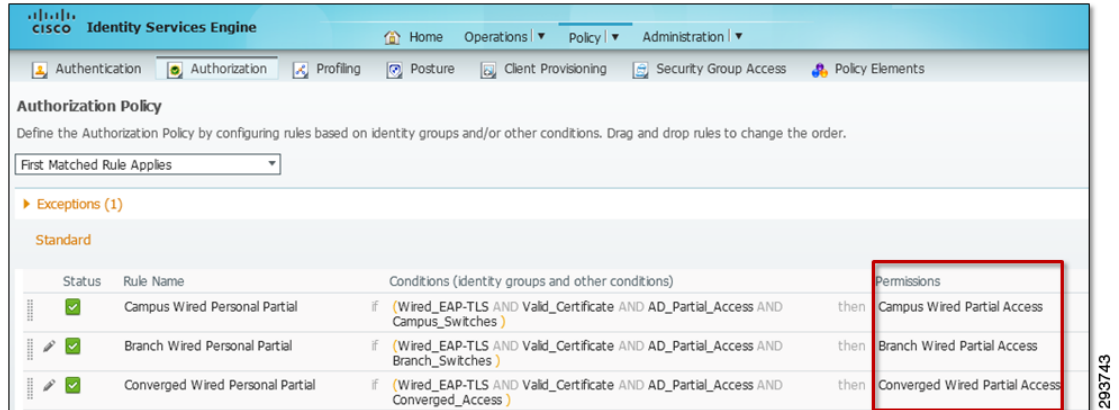 CISCO Identity Services Engine
Home Operations Policy Administration
Authentication Authorization Profiling Posture Client Provisioning Security Group Access Policy Elements
Authorization Policy
Define the Authorization Policy by configuring rules based on identity groups and/or other conditions. Drag and drop rules to change the order.
First Matched Rule Applies
Exceptions (1)
Standard
Status Rule Name Conditions (identity groups and other conditions) Permissions
Campus Wired Personal Partial if (Wired_EAP-TLS AND Valid_Certificate AND AD_Partial_Access AND then Campus Wired Partial Access
Campus_Switches )
Branch Wired Personal Partial if (Wired_EAP-TLS AND Valid_Certificate AND AD_Partial_Access AND then Branch Wired Partial Access
Branch_Switches )
Converged Wired Personal Partial if (Wired_EAP-TLS AND Valid_Certificate AND AD_Partial_Access AND then Converged Wired Partial Access
Converged_Access )
293743